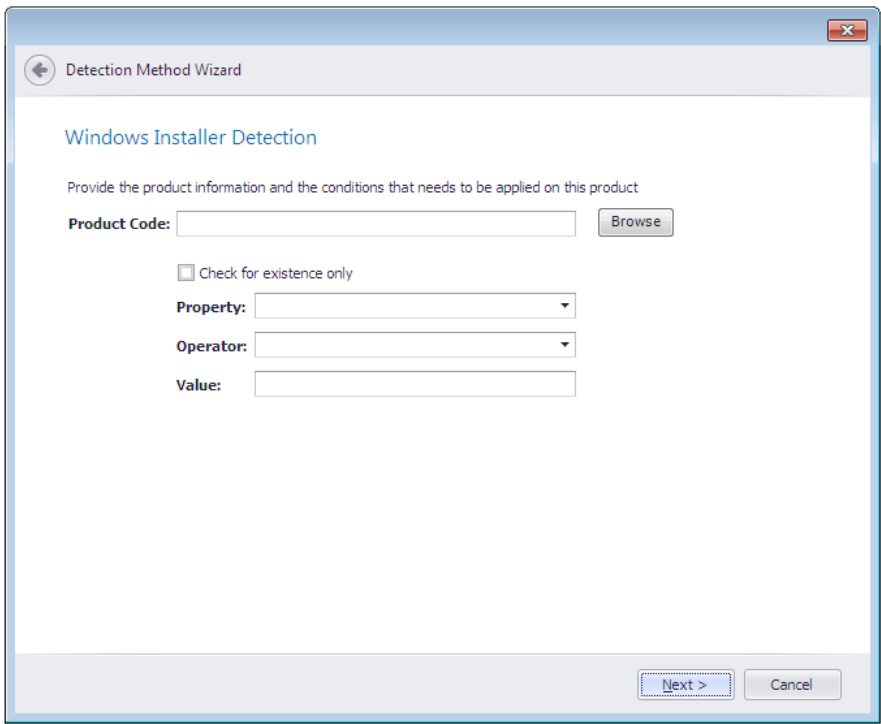 Detection Method Wizard
Windows Installer Detection
Provide the product information and the conditions that needs to be applied on this product
Product Code:
Browse
Check for existence only
Property:
Operator:
Value:
Next >
Cancel